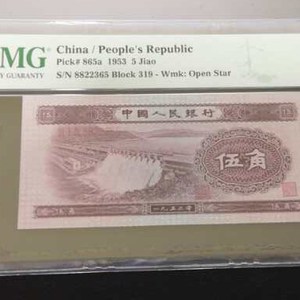 MG
China / People's Republic
Pick# 865a 1953 5 Jiao
Y GUARANTY
S/N 8822365 Block 319 - Wmk: Open Star
中國人民銀行
伍角
一九五三年